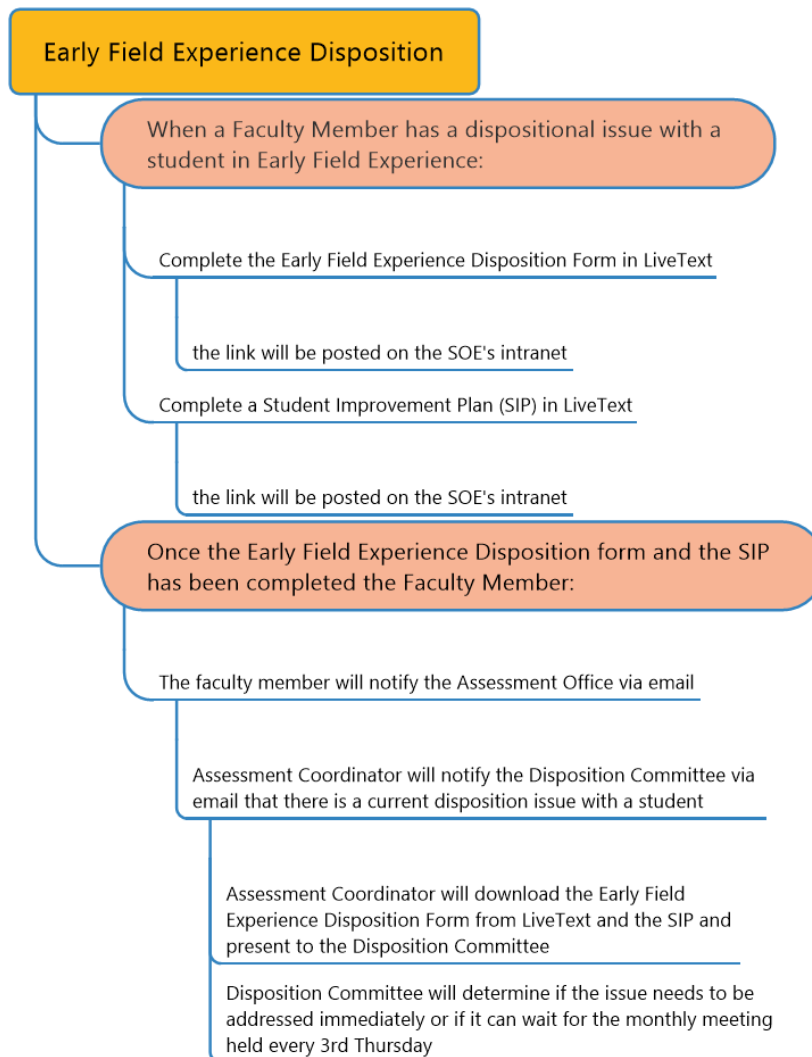 Early Field Experience Disposition
When a Faculty Member has a dispositional issue with a
student in Early Field Experience:
Complete the Early Field Experience Disposition Form in LiveText
the link will be posted on the SOE's intranet
Complete a Student Improvement Plan (SIP) in LiveText
the link will be posted on the SOE's intranet
Once the Early Field Experience Disposition form and the SIP
has been completed the Faculty Member:
The faculty member will notify the Assessment Office via email
Assessment Coordinator will notify the Disposition Committee via
email that there is a current disposition issue with a student
Assessment Coordinator will download the Early Field
Experience Disposition Form from LiveText and the SIP and
present to the Disposition Committee
Disposition Committee will determine if the issue needs to be
addressed immediately or if it can wait for the monthly meeting
held every 3rd Thursday